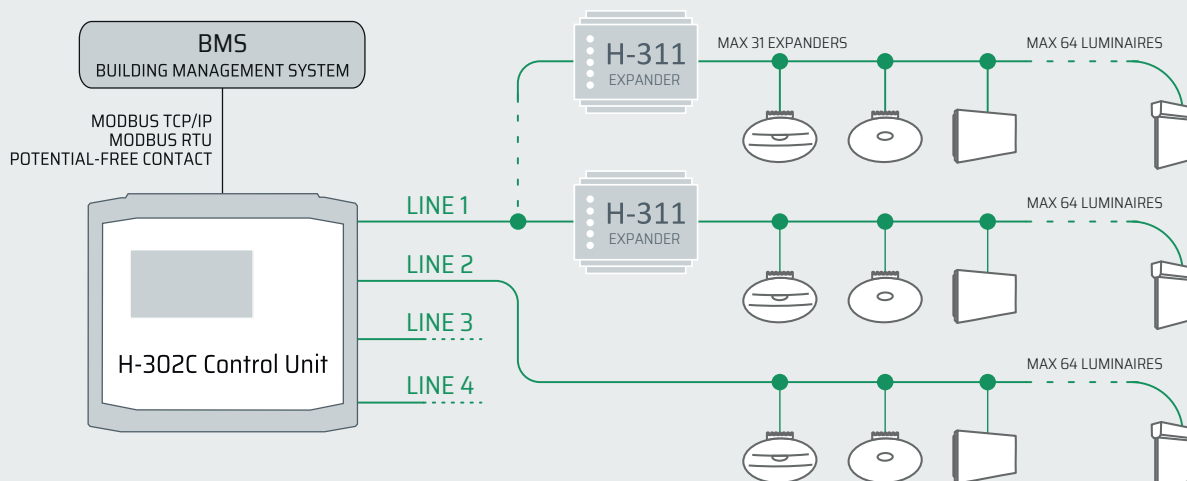 BMS
BUILDING MANAGEMENT SYSTEM
MODBUS TCP/IP
MODBUS RTU
POTENTIAL-FREE CONTACT
H-302C Control Unit
LINE 1
LINE 2
LINE 3
LINE 4
H-311
EXPANDER
MAX 31 EXPANDERS
MAX 64 LUMINAIRES
H-311
EXPANDER
MAX 64 LUMINAIRES
MAX 64 LUMINAIRES